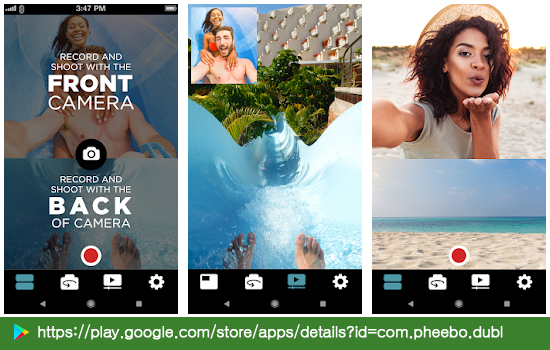 3:47 PM
RECORD AND
SHOOT WITH THE
FRONT
CAMERA
RECORD AND
SHOOT WITH THE
BACK
OF CAMERA
https://play.google.com/store/apps/details?id=com.pheebo.dubl